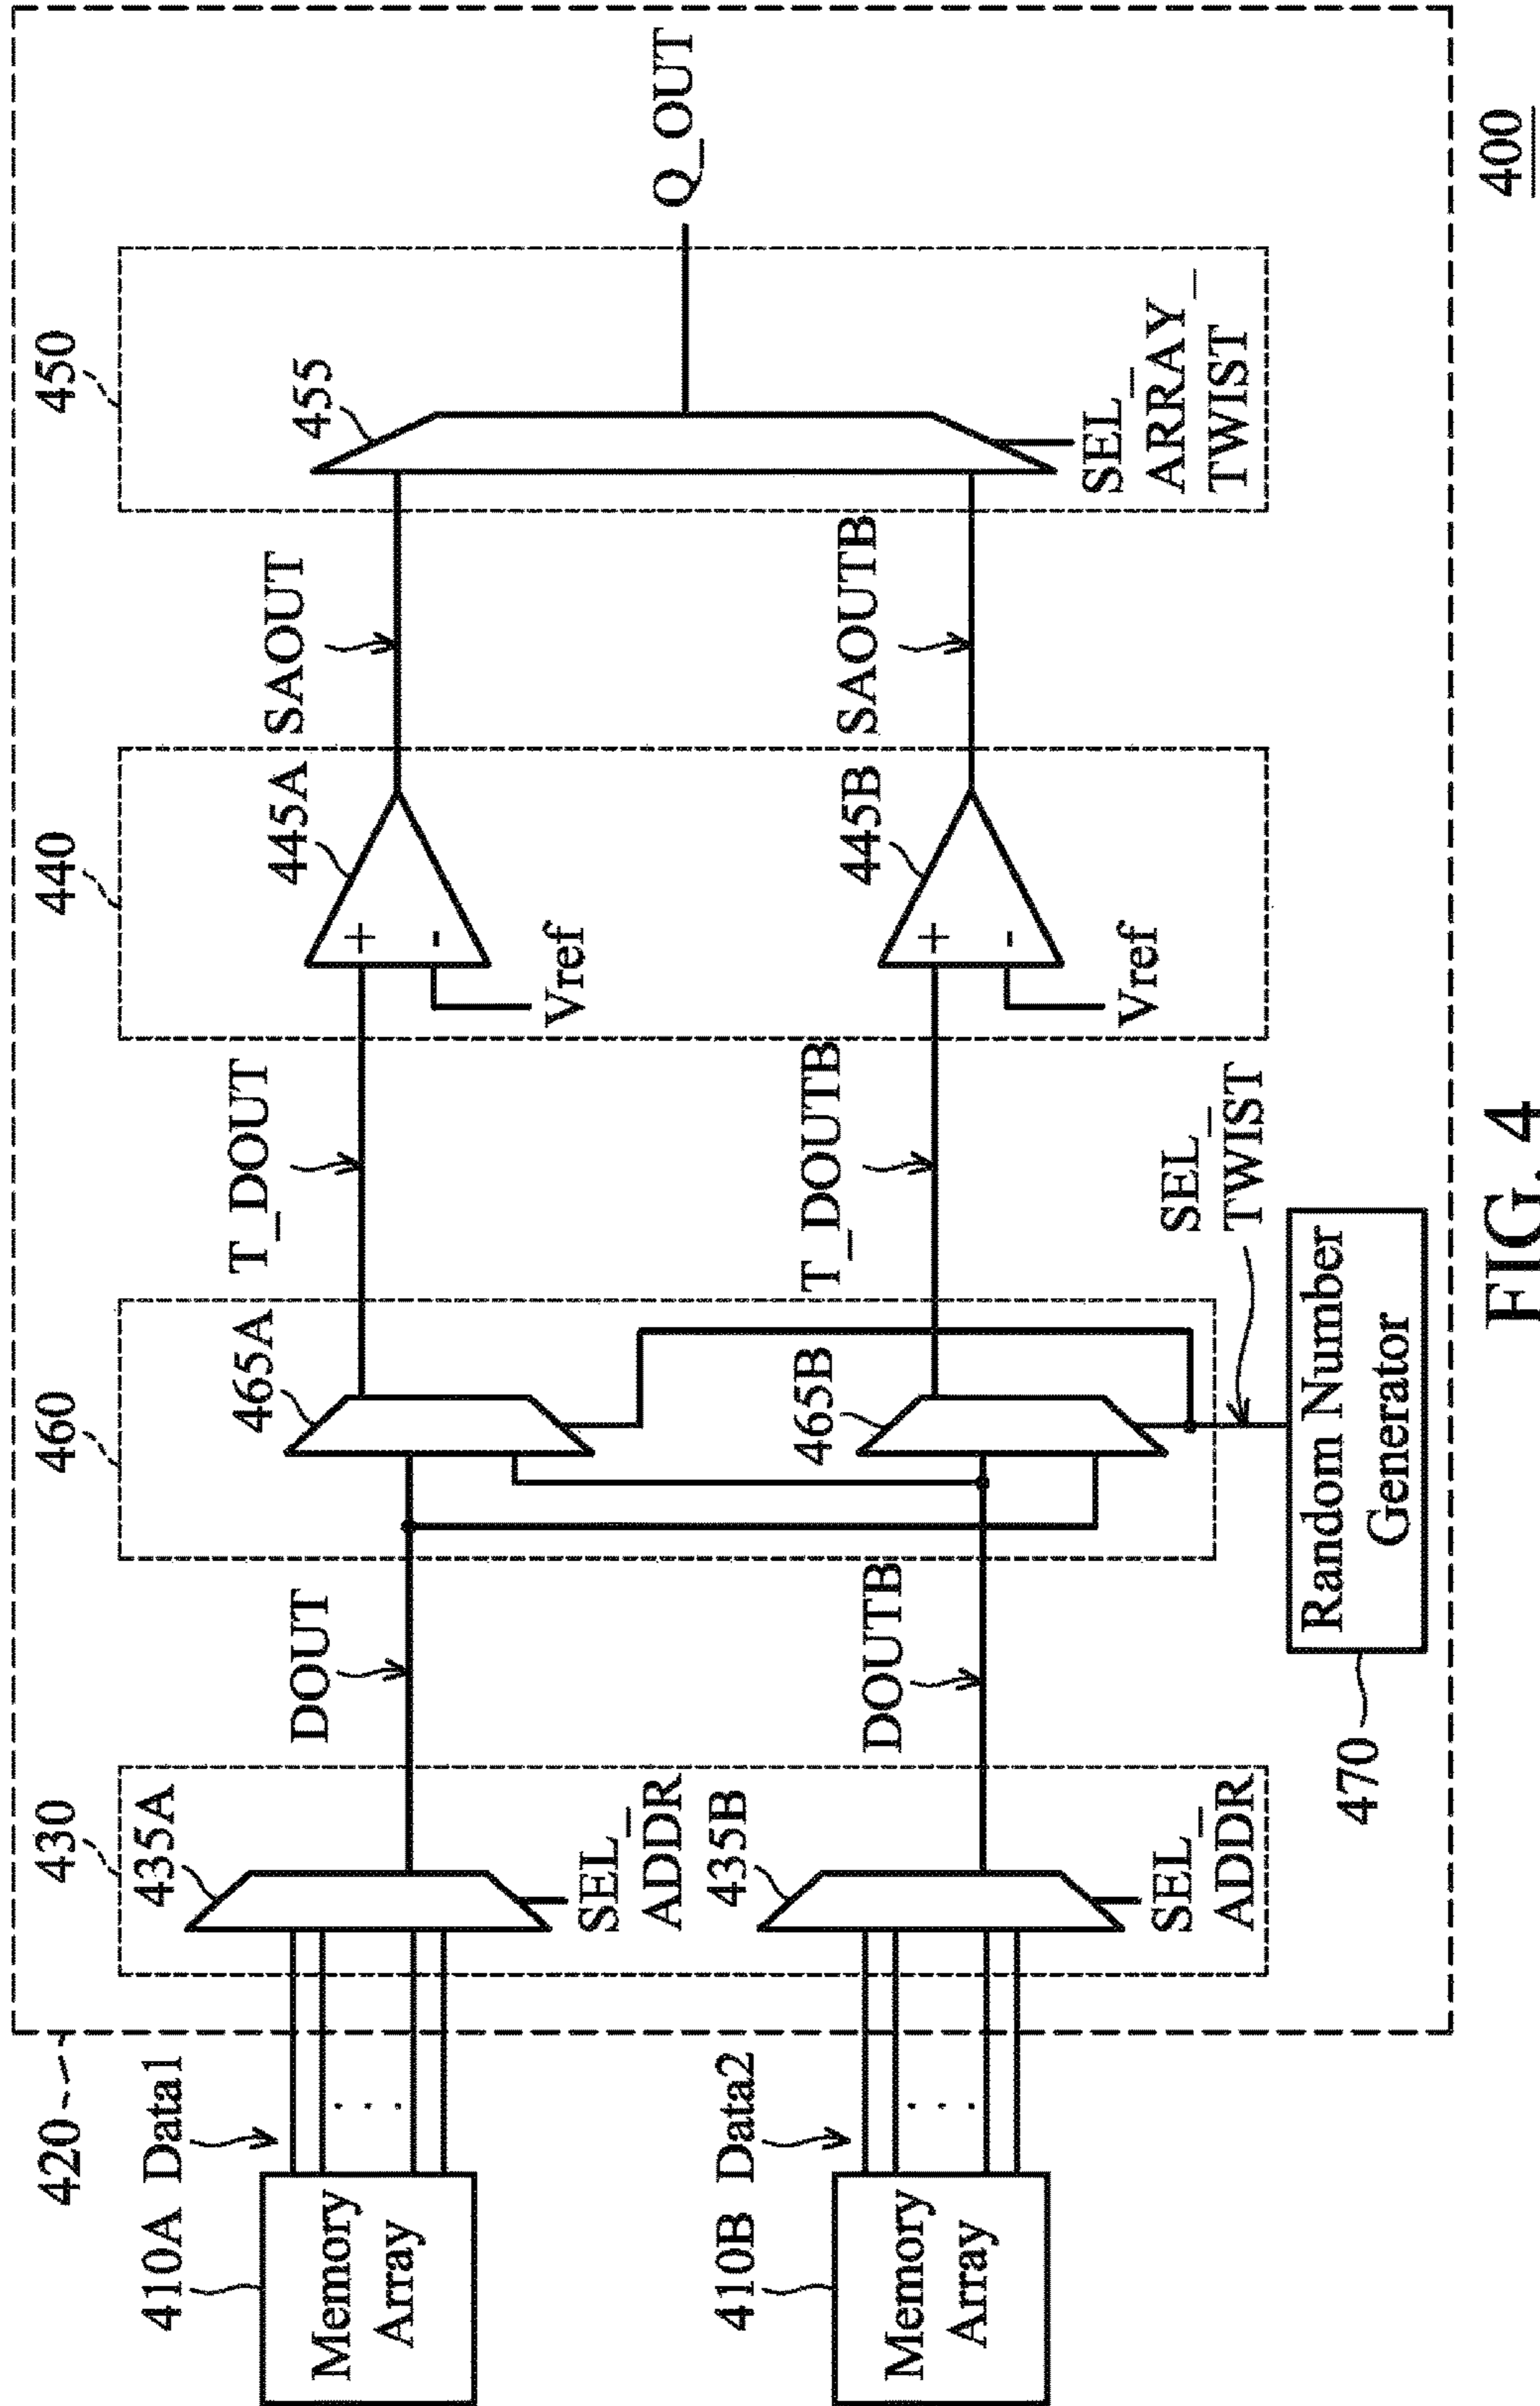 420
410A
Data1
Memory
Array
410B
Data2
Memory
Array
430
435A
SEL_
ADDR
435B
SEL_
ADDR
DOUT
DOUTB
460
465A
465B
T_DOUT
T_DOUTB
SEL_
TWIST
470
Random Number
Generator
440
445A
+
-
Vref
445B
+
-
Vref
SAOUT
SAOUTB
450
455
SEL_
ARRAY_
TWIST
Q_OUT
400
FIG. 4